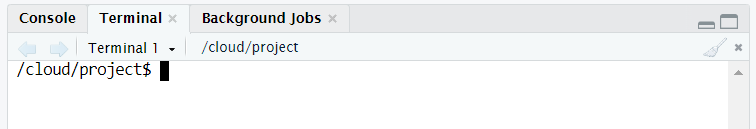 Console Terminal Background Jobs
Terminal 1 /cloud/project
/cloud/project$